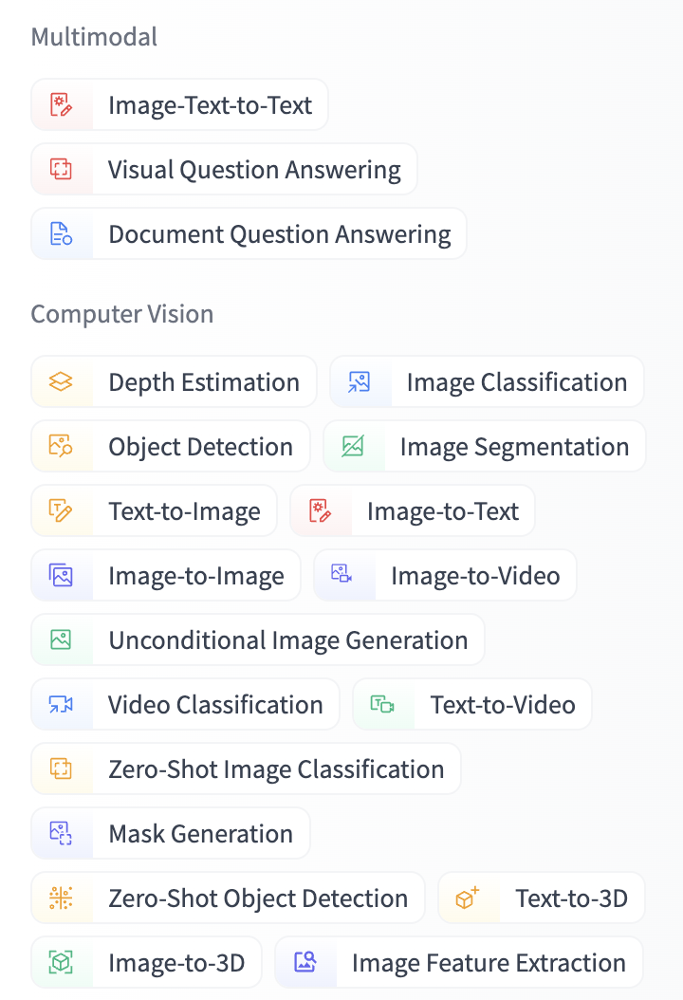 Multimodal
Image-Text-to-Text
Visual Question Answering
Document Question Answering
Computer Vision
Depth Estimation
Image Classification
Object Detection
Image Segmentation
Text-to-Image
Image-to-Text
Image-to-Image
Image-to-Video
Unconditional Image Generation
Video Classification
Text-to-Video
Zero-Shot Image Classification
Mask Generation
Zero-Shot Object Detection
Text-to-3D
Image-to-3D
Image Feature Extraction